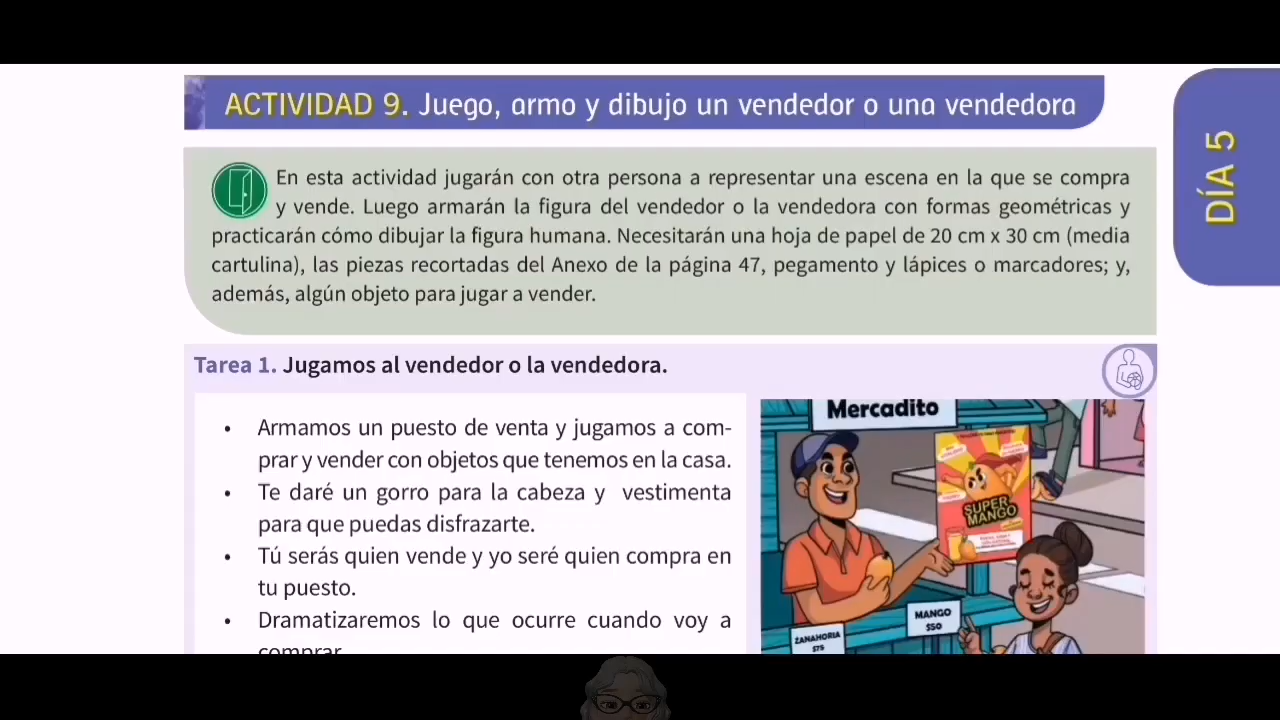 ACTIVIDAD 9. Juego, armo y dibujo un vendedor o una vendedora
DÍA 5
En esta actividad jugarán con otra persona a representar una escena en la que se compra
y vende. Luego armarán la figura del vendedor o la vendedora con formas geométricas y
practicarán cómo dibujar la figura humana. Necesitarán una hoja de papel de 20 cm x 30 cm (media
cartulina), las piezas recortadas del Anexo de la página 47, pegamento y lápices o marcadores; y,
además, algún objeto para jugar a vender.
Tarea 1. Jugamos al vendedor o la vendedora.
• Armamos un puesto de venta y jugamos a com-
prar y vender con objetos que tenemos en la casa.
• Te daré un gorro para la cabeza y vestimenta
para que puedas disfrazarte.
• Tú serás quien vende y yo seré quien compra en
tu puesto.
• Dramatizaremos lo que ocurre cuando voy a
comprar
Mercadito
SUPER
MANGO
MANGO
$50
ZANAHORIA
$75